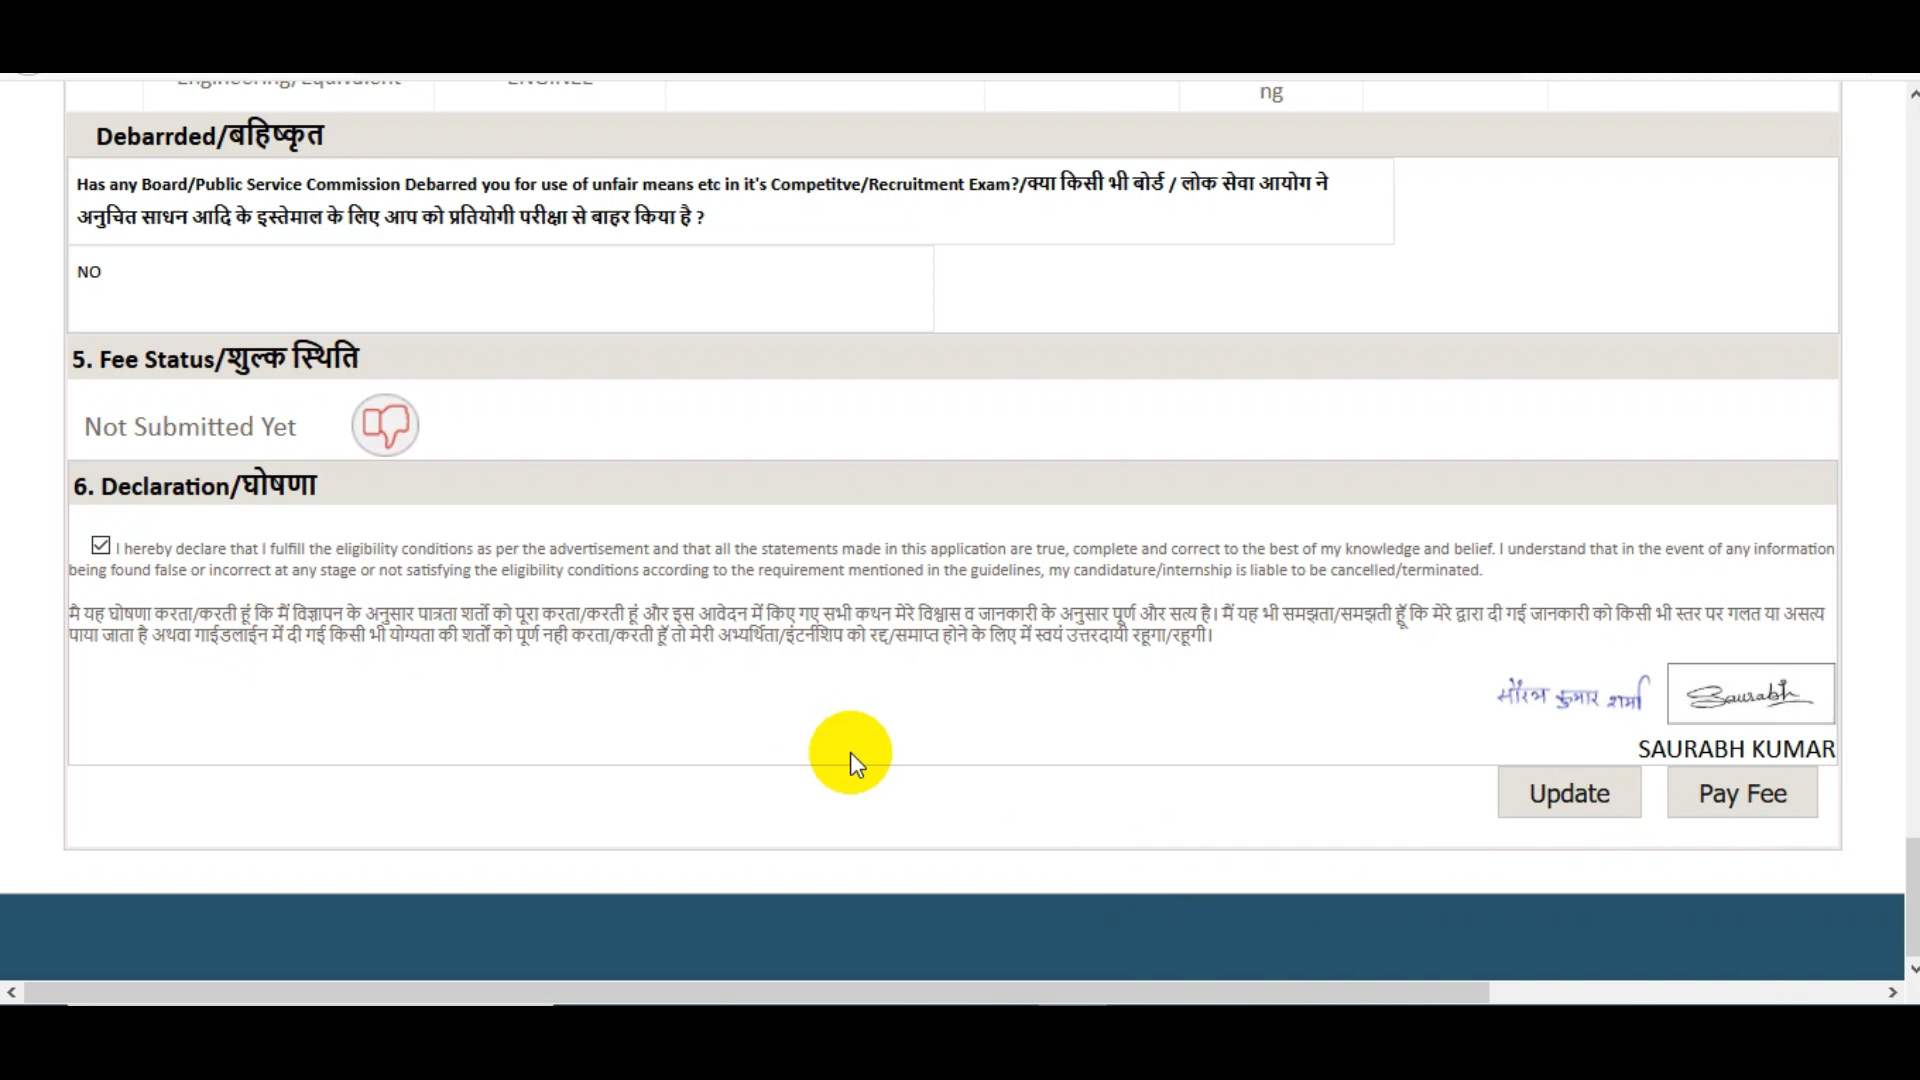 Engineering/Equivalent ENGINEE
ng
Debarrded/बहिष्कृत
Has any Board/Public Service Commission Debarred you for use of unfair means etc in it's Competitve/Recruitment Exam?/क्या किसी भी बोर्ड / लोक सेवा आयोग ने
अनुचित साधन आदि के इस्तेमाल के लिए आप को प्रतियोगी परीक्षा से बाहर किया है ?
NO
5. Fee Status/शुल्क स्थिति
Not Submitted Yet
6. Declaration/घोषणा
I hereby declare that I fulfill the eligibility conditions as per the advertisement and that all the statements made in this application are true, complete and correct to the best of my knowledge and belief. I understand that in the event of any information
being found false or incorrect at any stage or not satisfying the eligibility conditions according to the requirement mentioned in the guidelines, my candidature/internship is liable to be cancelled/terminated.
मै यह घोषणा करता/करती हूं कि मैं विज्ञापन के अनुसार पात्रता शर्तो को पूरा करता/करती हूं और इस आवेदन में किए गए सभी कथन मेरे विश्वास व जानकारी के अनुसार पूर्ण और सत्य है। मैं यह भी समझता/समझती हूँ कि मेरे द्वारा दी गई जानकारी को किसी भी स्तर पर गलत या असत्य
पाया जाता है अथवा गाईडलाईन में दी गई किसी भी योग्यता की शर्तों को पूर्ण नही करता/करती हूँ तो मेरी अभ्यर्थिता/इंटर्नशिप को रद्द/समाप्त होने के लिए में स्वयं उत्तरदायी रहूगा/रहूगी।
सौरभ कुमार शर्मा Saurabh
SAURABH KUMAR
Update Pay Fee